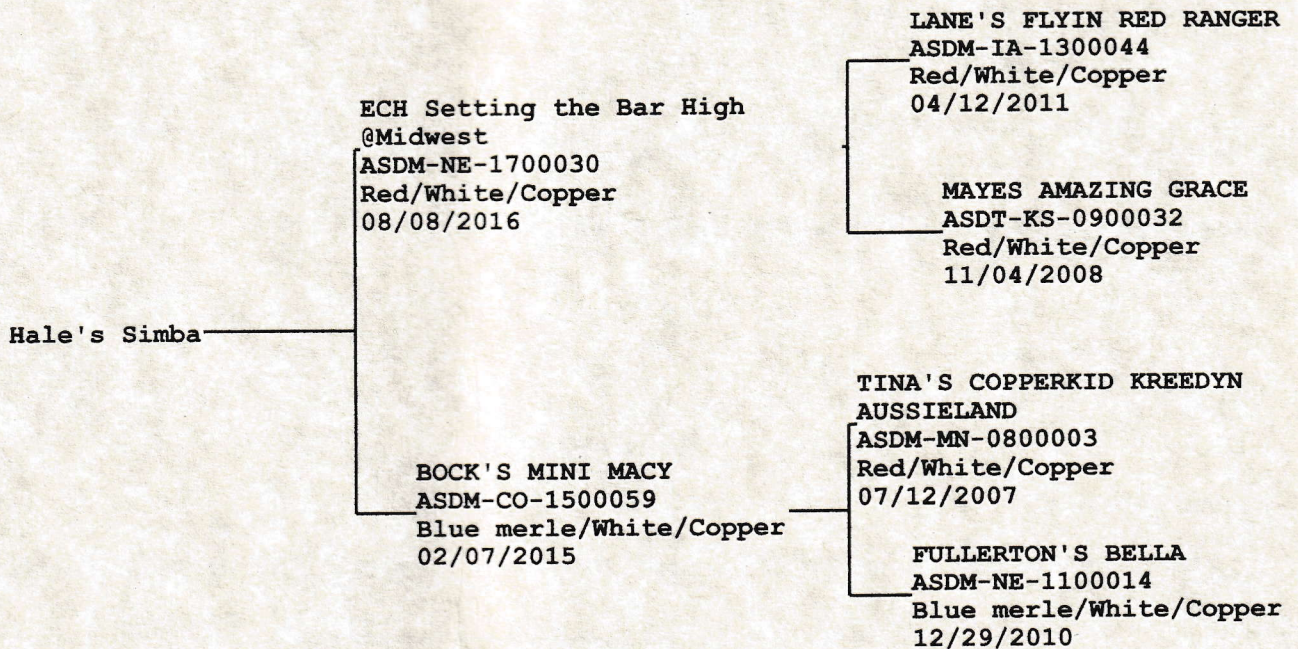 LANE'S FLYIN RED RANGER
ASDM-IA-1300044
Red/White/Copper
04/12/2011
ECH Setting the Bar High
@Midwest
ASDM-NE-1700030
Red/White/Copper
08/08/2016
MAYES AMAZING GRACE
ASDT-KS-0900032
Red/White/Copper
11/04/2008
Hale's Simba
TINA'S COPPERKID KREEDYN
AUSSIELAND
ASDM-MN-0800003
Red/White/Copper
07/12/2007
BOCK'S MINI MACY
ASDM-CO-1500059
Blue merle/White/Copper
02/07/2015
FULLERTON'S BELLA
ASDM-NE-1100014
Blue merle/White/Copper
12/29/2010